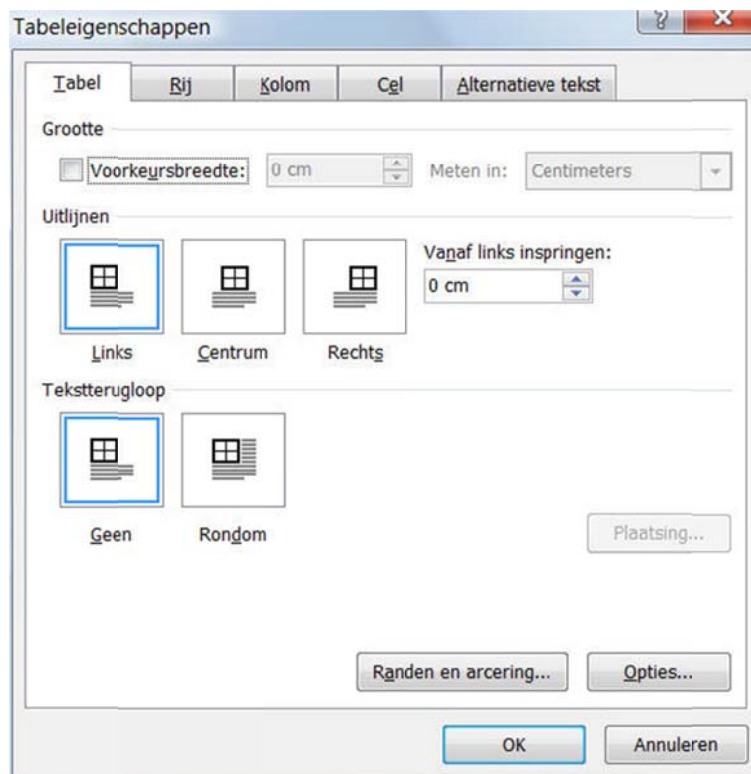 Tabeleigenschappen
Tabel Rij Kolom Cel Alternatieve tekst
Grootte
Voorkeursbreedte: 0 cm Meten in: Centimeters
Uitlijnen
Vanaf links inspringen:
0 cm
Links Centrum Rechts
Tekstterugloop
Geen Rondom
Plaatsing...
Randen en arcering... Opties...
OK Annuleren